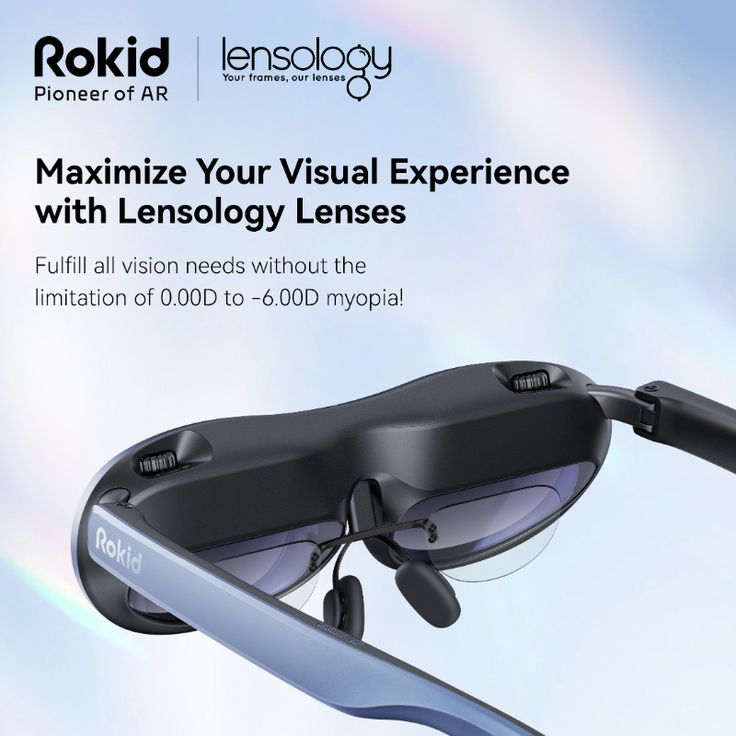 Rokid
Pioneer of AR
lensology
Your frames, our lenses
Maximize Your Visual Experience
with Lensology Lenses
Fulfill all vision needs without the
limitation of 0.00D to -6.00D myopia!
Rokid